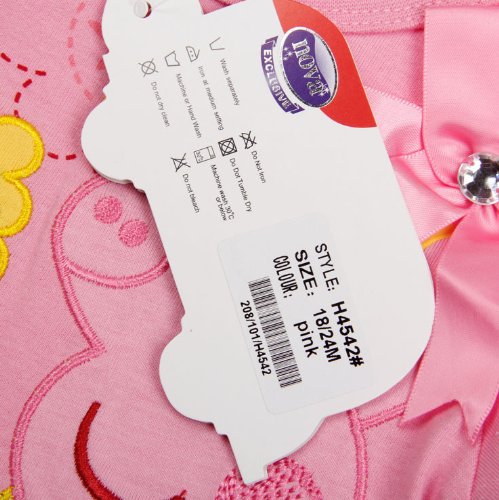 nova
EXCLUSIVE
Wash separately
Iron at medium setting
Machine or Hand Wash
Do not dry clean
Do Not Iron
Do Dot Tumble Dry
Machine wash 30°C
or below
Do not bleach
STYLE: H4542#
SIZE: 18/24M
COLOUR: pink
208/101/H4542